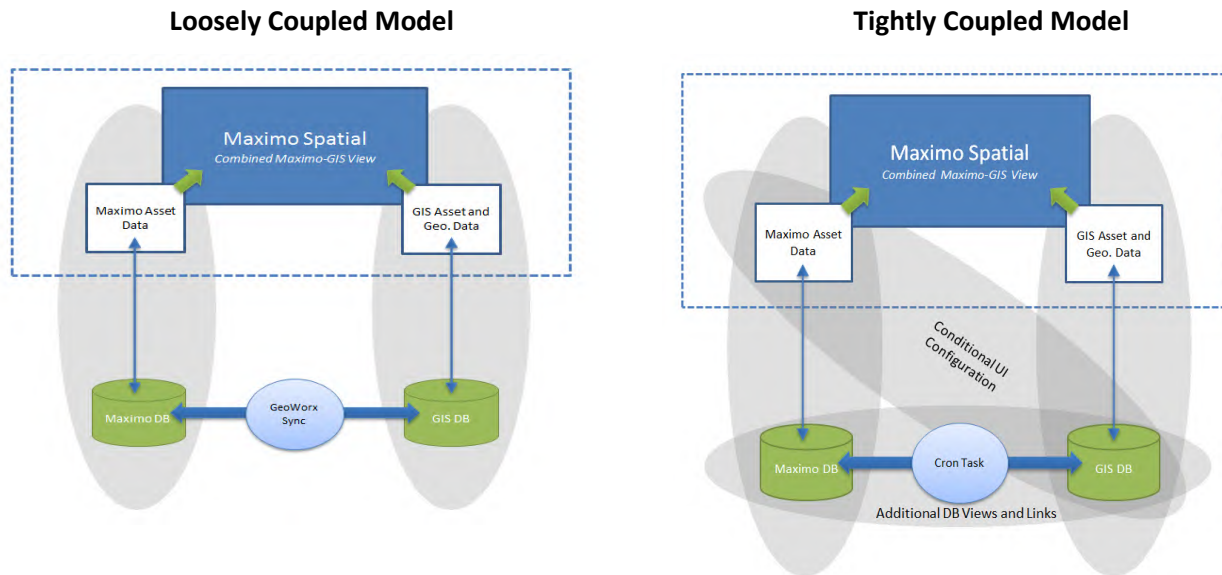 Loosely Coupled Model
Maximo Spatial
Combined Maximo-GIS View
Maximo Asset
Data
GIS Asset and
Geo. Data
Maximo DB
GeoWorx
Sync
GIS DB
Tightly Coupled Model
Maximo Spatial
Combined Maximo-GIS View
Maximo Asset
Data
GIS Asset and
Geo. Data
Conditional UI
Configuration
Maximo DB
Cron Task
GIS DB
Additional DB Views and Links